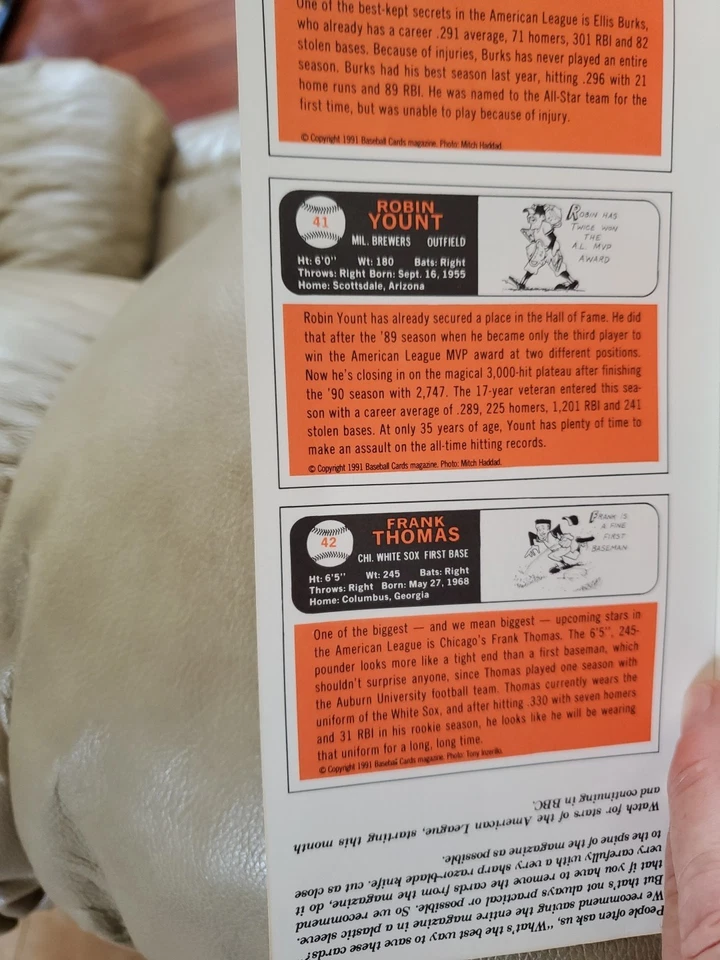 One of the best-kept secrets in the American League is Ellis Burks,
who already has a career .291 average, 71 homers, 301 RBI and 82
stolen bases. Because of injuries, Burks has never played an entire
season. Burks had his best season last year, hitting .296 with 21
home runs and 89 RBI. He was named to the All-Star team for the
first time, but was unable to play because of injury.
© Copyright 1991 Baseball Cards magazine. Photo: Mitch Haddad.
41
ROBIN
YOUNT
MIL. BREWERS OUTFIELD
Ht: 6'0" Wt: 180 Bats: Right
Throws: Right Born: Sept. 16, 1955
Home: Scottsdale, Arizona
ROBIN HAS
TWICE WON
THE
A.L. MVP
AWARD
Robin Yount has already secured a place in the Hall of Fame. He did
that after the '89 season when he became only the third player to
win the American League MVP award at two different positions.
Now he's closing in on the magical 3,000-hit plateau after finishing
the '90 season with 2,747. The 17-year veteran entered this sea-
son with a career average of .289, 225 homers, 1,201 RBI and 241
stolen bases. At only 35 years of age, Yount has plenty of time to
make an assault on the all-time hitting records.
© Copyright 1991 Baseball Cards magazine. Photo: Mitch Haddad.
42
FRANK
THOMAS
CHI. WHITE SOX FIRST BASE
Ht: 6'5" Wt: 245 Bats: Right
Throws: Right Born: May 27, 1968
Home: Columbus, Georgia
FRANK IS
A FINE
FIRST
BASEMAN
One of the biggest — and we mean biggest — upcoming stars in
the American League is Chicago's Frank Thomas. The 6'5", 245-
pounder looks more like a tight end than a first baseman, which
shouldn't surprise anyone, since Thomas played one season with
the Auburn University football team. Thomas currently wears the
uniform of the White Sox, and after hitting .330 with seven homers
and 31 RBI in his rookie season, he looks like he will be wearing
that uniform for a long, long time.
© Copyright 1991 Baseball Cards magazine. Photo: Tony
People often ask us, "What's the best way to save these cards?
We recommend saving the entire magazine in a plastic sleeve.
But that's not always practical or possible. So we recommend
that if you have to remove the cards from the magazine, do it
very carefully with a very sharp razor-blade knife. cut as close
to the spine of the magazine as possible.
Watch for stars of the American League, starting this month
and continuing in BBC.